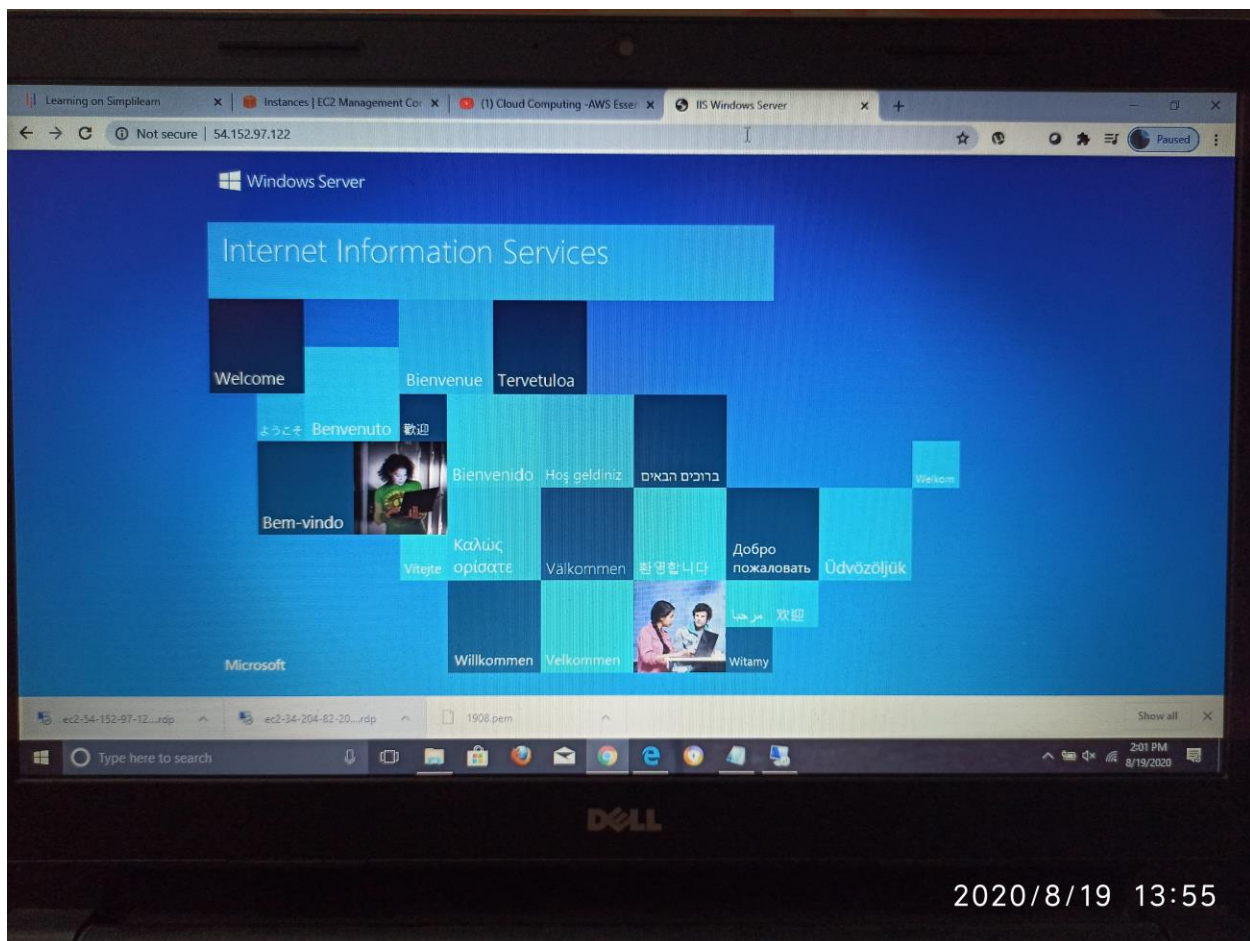 Learning on Simplilearn
Instances | EC2 Management Cor
(1) Cloud Computing -AWS Esser
IIS Windows Server
Not secure | 54.152.97.122
Paused
Windows Server
Internet Information Services
Welcome
Bienvenue
Tervetuloa
ようこそ
Benvenuto
歡迎
Bienvenido
Hoş geldiniz
ברוכים הבאים
Welkom
Bem-vindo
Vítejte
Καλώς
ορίσατε
Välkommen
환영합니다
Добро
пожаловать
Üdvözöljük
مرحبا
欢迎
Microsoft
Willkommen
Velkommen
Witamy
ec2-54-152-97-12....rdp
ec2-34-204-82-20....rdp
1908.pem
Show all
Type here to search
2:01 PM
8/19/2020
DELL
2020/8/19 13:55